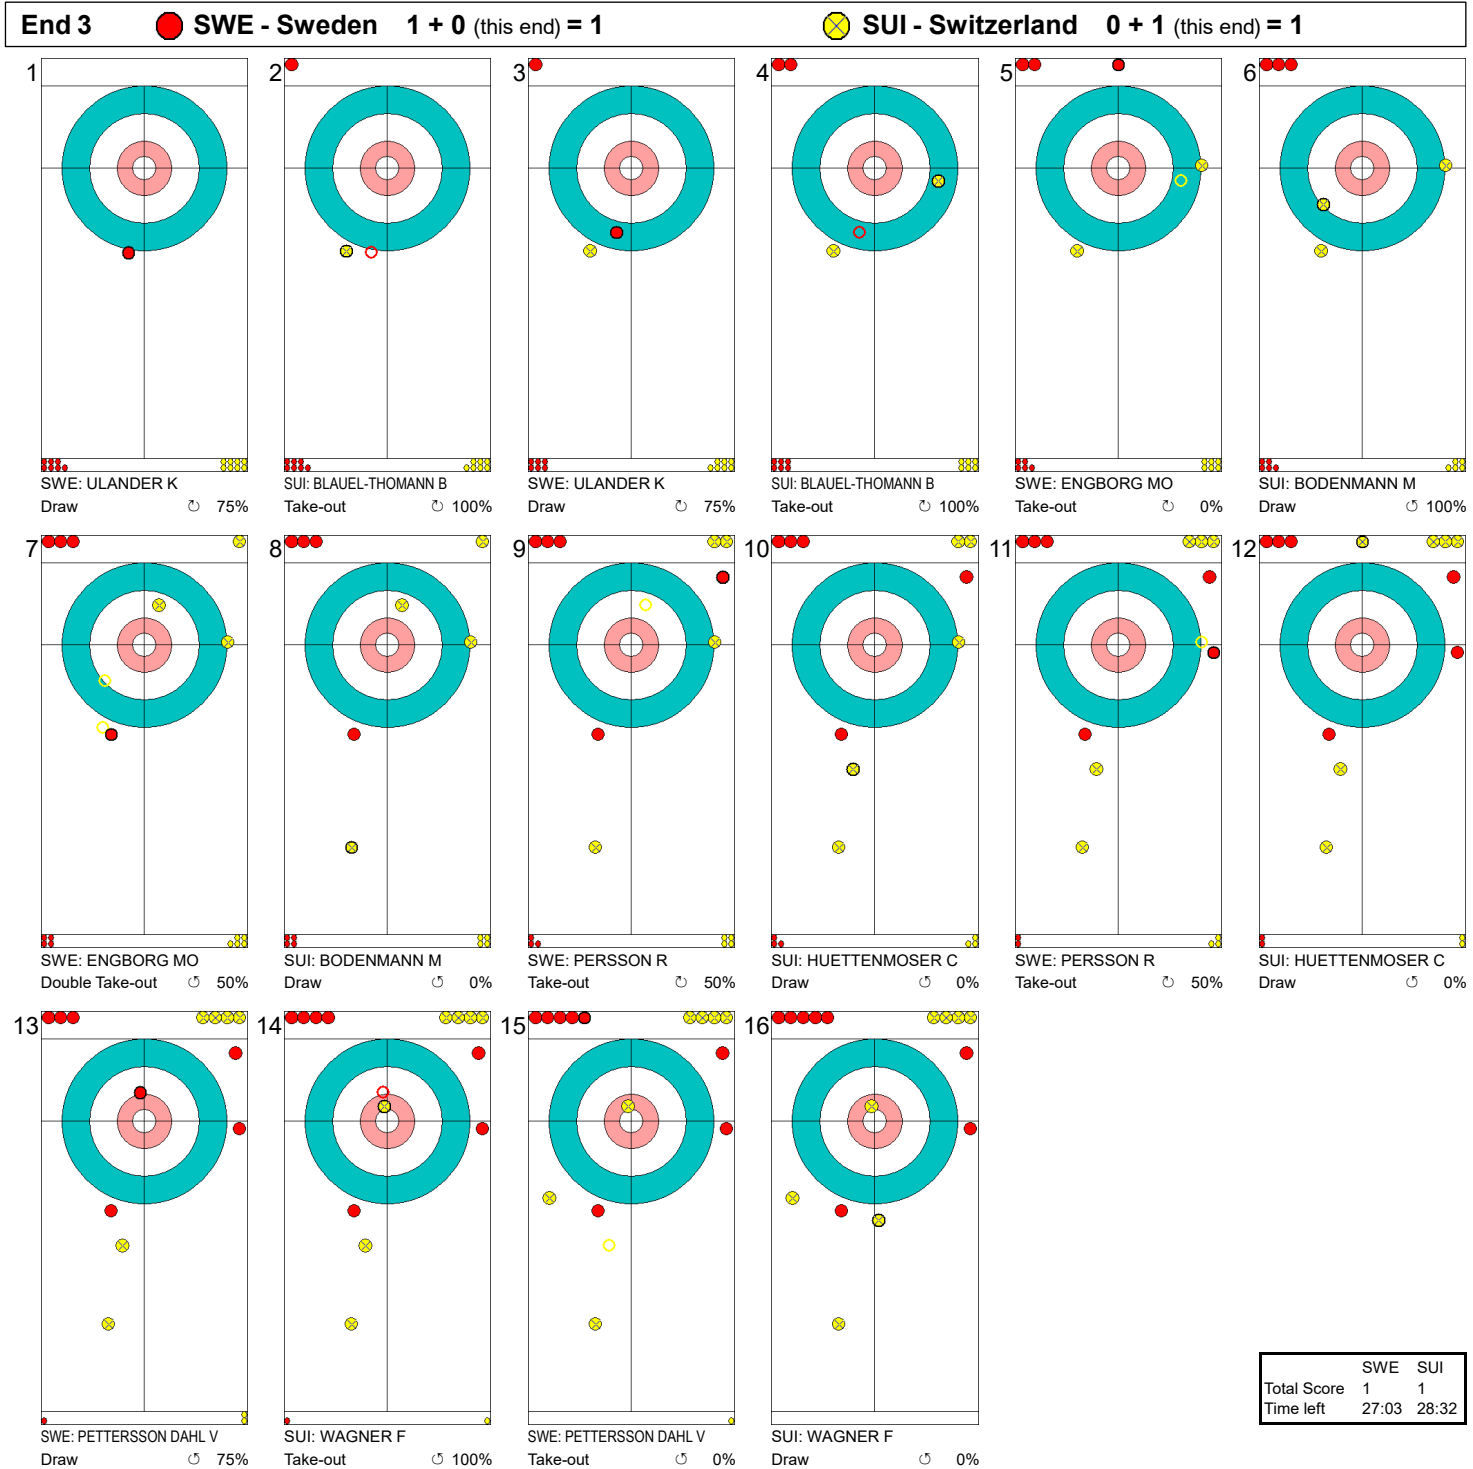 End 3 SWE - Sweden 1 + 0 (this end) = 1 SUI - Switzerland 0 + 1 (this end) = 1
1 2 3 4 5 6
SWE: ULANDER K SUI: BLAUEL-THOMANN B SWE: ULANDER K SUI: BLAUEL-THOMANN B SWE: ENGBORG MO SUI: BODENMANN M
Draw ↻ 75% Take-out ↻ 100% Draw ↻ 75% Take-out ↻ 100% Take-out ↻ 0% Draw ↺ 100%
7 8 9 10 11 12
SWE: ENGBORG MO SUI: BODENMANN M SWE: PERSSON R SUI: HUETTENMOSER C SWE: PERSSON R SUI: HUETTENMOSER C
Double Take-out ↺ 50% Draw ↺ 0% Take-out ↻ 50% Draw ↺ 0% Take-out ↺ 50% Draw ↺ 0%
13 14 15 16
SWE: PETTERSSON DAHL V SUI: WAGNER F SWE: PETTERSSON DAHL V SUI: WAGNER F
Draw ↺ 75% Take-out ↺ 100% Take-out ↺ 0% Draw ↺ 0%
SWE SUI
Total Score 1 1
Time left 27:03 28:32